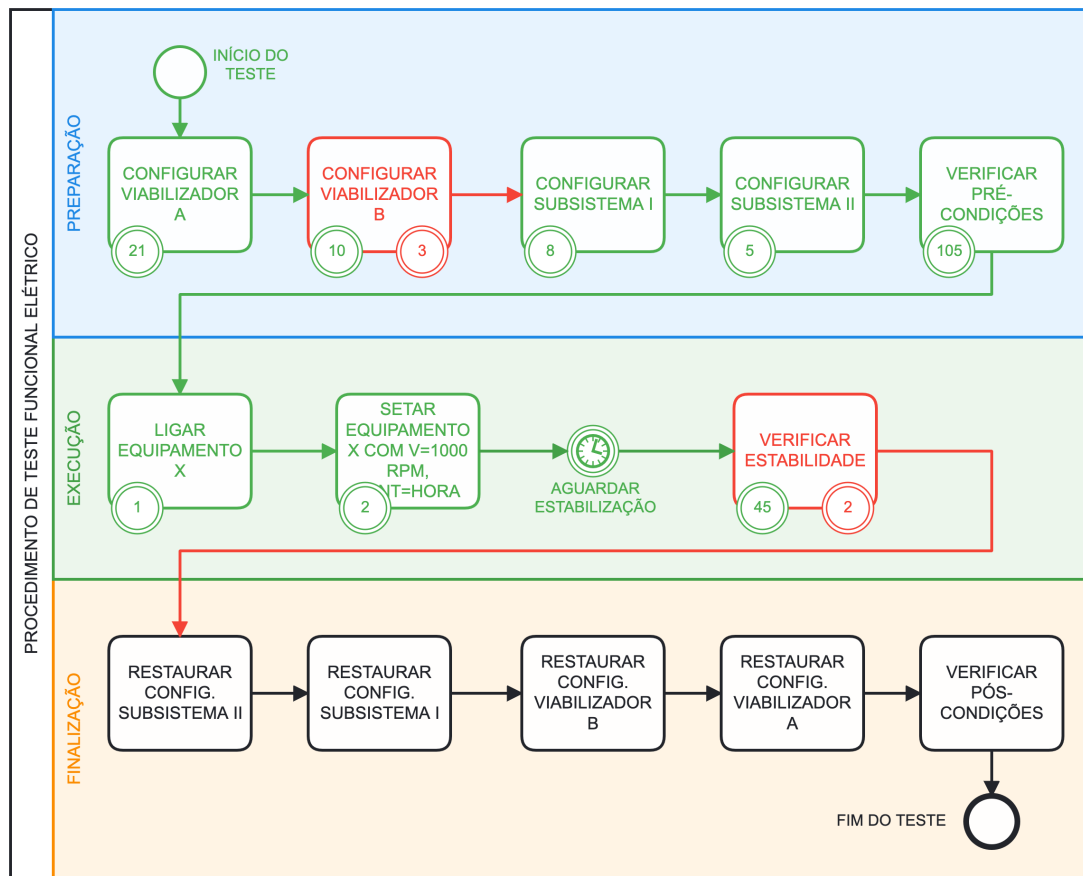 PROCEDIMENTO DE TESTE FUNCIONAL ELÉTRICO
PREPARAÇÃO
INÍCIO DO
TESTE
CONFIGURAR
VIABILIZADOR
A
21
CONFIGURAR
VIABILIZADOR
B
10
3
CONFIGURAR
SUBSISTEMA I
8
CONFIGURAR
SUBSISTEMA II
5
VERIFICAR
PRÉ-
CONDIÇÕES
105
EXECUÇÃO
LIGAR
EQUIPAMENTO
X
1
SETAR
EQUIPAMENTO
X COM V=1000
RPM,
NT=HORA
2
AGUARDAR
ESTABILIZAÇÃO
VERIFICAR
ESTABILIDADE
45
2
FINALIZAÇÃO
RESTAURAR
CONFIG.
SUBSISTEMA II
RESTAURAR
CONFIG.
SUBSISTEMA I
RESTAURAR
CONFIG.
VIABILIZADOR
B
RESTAURAR
CONFIG.
VIABILIZADOR
A
VERIFICAR
PÓS-
CONDIÇÕES
FIM DO TESTE